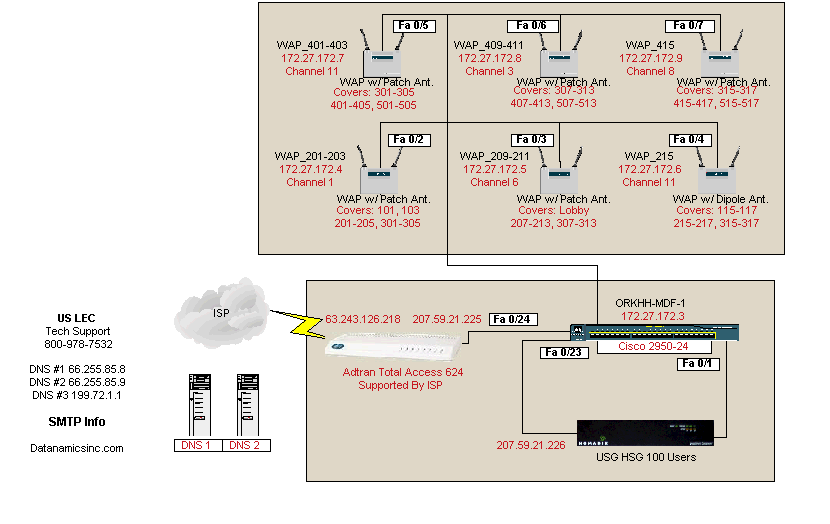 Fa 0/5
Fa 0/6
Fa 0/7
WAP_401-403
172.27.172.7
Channel 11
WAP w/ Patch Ant.
Covers: 301-305
401-405, 501-505
WAP_409-411
172.27.172.8
Channel 3
WAP w/ Patch Ant.
Covers: 307-313
407-413, 507-513
WAP_415
172.27.172.9
Channel 8
WAP w/ Patch Ant.
Covers: 315-317
415-417, 515-517
Fa 0/2
Fa 0/3
Fa 0/4
WAP_201-203
172.27.172.4
Channel 1
WAP w/ Patch Ant.
Covers: 101, 103
201-205, 301-305
WAP_209-211
172.27.172.5
Channel 6
WAP w/ Patch Ant.
Covers: Lobby
207-213, 307-313
WAP_215
172.27.172.6
Channel 11
WAP w/ Dipole Ant.
Covers: 115-117
215-217, 315-317
ISP
63.243.126.218
207.59.21.225
Fa 0/24
Adtran Total Access 624
Supported By ISP
ORKHH-MDF-1
172.27.172.3
Cisco 2950-24
Fa 0/23
Fa 0/1
207.59.21.226
NOMADIX
USG HSG 100 Users
US LEC
Tech Support
800-978-7532
DNS #1 66.255.85.8
DNS #2 66.255.85.9
DNS #3 199.72.1.1
SMTP Info
Datanamicsinc.com
DNS 1
DNS 2